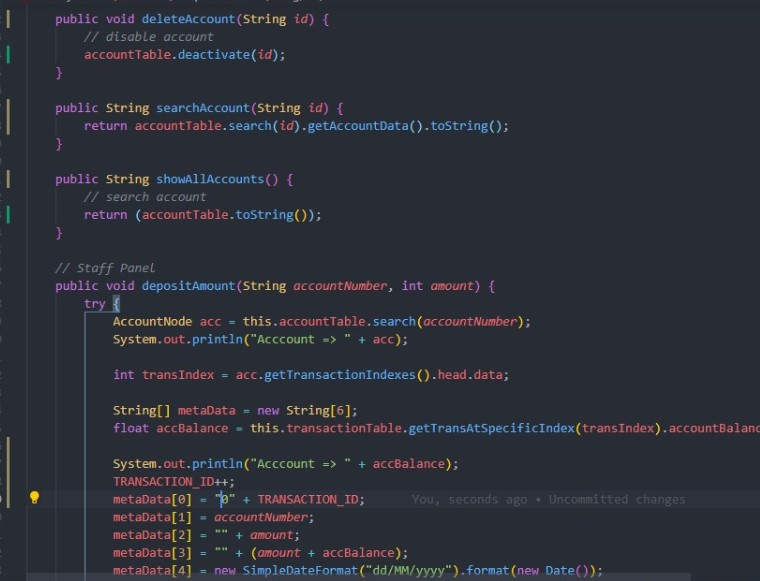 public void deleteAccount(String id) {
// disable account
accountTable.deactivate(id);
}
public String searchAccount(String id) {
return accountTable.search(id).getAccountData().toString();
}
public String showAllAccounts() {
// search account
return (accountTable.toString());
}
// Staff Panel
public void depositAmount(String accountNumber, int amount) {
try {
AccountNode acc = this.accountTable.search(accountNumber);
System.out.println("Acccount => " + acc);
int transIndex = acc.getTransactionIndexes().head.data;
String[] metaData = new String[6];
float accBalance = this.transactionTable.getTransAtSpecificIndex(transIndex).accountBalanc
System.out.println("Acccount => " + accBalance);
TRANSACTION_ID++;
metaData[0] = "0" + TRANSACTION_ID; You, seconds ago • Uncommitted changes
metaData[1] = accountNumber;
metaData[2] = "" + amount;
metaData[3] = "" + (amount + accBalance);
metaData[4] = new SimpleDateFormat("dd/MM/yyyy").format(new Date());